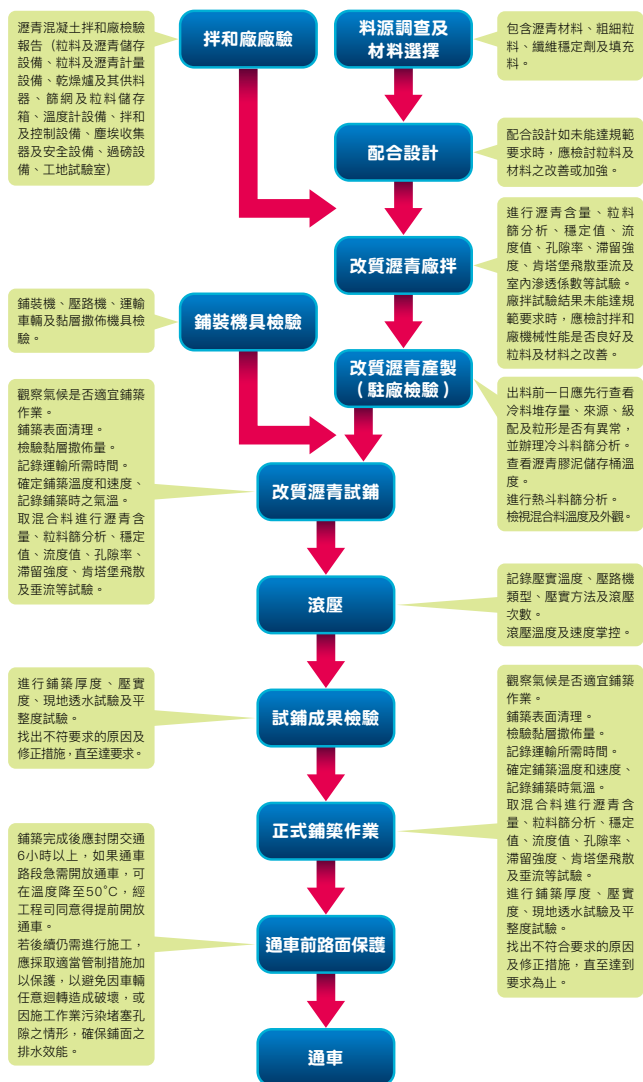 瀝青混凝土拌和廠檢驗
報告（粒料及瀝青儲存
設備、粒料及瀝青計量
設備、乾燥爐及其供料
器、篩網及粒料儲存
箱、溫度計設備、拌和
及控制設備、塵埃收集
器及安全設備、過磅設
備、工地試驗室）
拌和廠廠驗
料源調查及
材料選擇
包含瀝青材料、粗細粒
料、纖維穩定劑及填充
料。
配合設計
配合設計如未能達規範
要求時，應檢討粒料及
材料之改善或加強。
改質瀝青廠拌
進行瀝青含量、粒料
篩分析、穩定值、流
度值、孔隙率、滯留強
度、肯塔堡飛散垂流及
室內滲透係數等試驗。
廠拌試驗結果未能達規
範要求時，應檢討拌和
廠機械性能是否良好及
粒料及材料之改善。
鋪裝機、壓路機、運輸
車輛及黏層撒佈機具檢
驗。
鋪裝機具檢驗
改質瀝青產製
（駐廠檢驗）
出料前一日應先行查看
冷料堆存量、來源、級
配及粒形是否有異常，
並辦理冷斗料篩分析。
查看瀝青膠泥儲存桶溫
度。
進行熱斗料篩分析。
檢視混合料溫度及外觀。
觀察氣候是否適宜鋪築
作業。
鋪築表面清理。
檢驗黏層撒佈量。
記錄運輸所需時間。
確定鋪築溫度和速度、
記錄鋪築時之氣溫。
取混合料進行瀝青含
量、粒料篩分析、穩定
值、流度值、孔隙率、
滯留強度、肯塔堡飛散
及垂流等試驗。
改質瀝青試鋪
滾壓
記錄壓實溫度、壓路機
類型、壓實方法及滾壓
次數。
滾壓溫度及速度掌控。
進行鋪築厚度、壓實
度、現地透水試驗及平
整度試驗。
找出不符要求的原因及
修正措施，直至達要求。
試鋪成果檢驗
正式鋪築作業
觀察氣候是否適宜鋪築
作業。
鋪築表面清理。
檢驗黏層撒佈量。
記錄運輸所需時間。
確定鋪築溫度和速度、
記錄鋪築時氣溫。
取混合料進行瀝青含
量、粒料篩分析、穩定
值、流度值、孔隙率、
滯留強度、肯塔堡飛散
及垂流等試驗。
進行鋪築厚度、壓實
度、現地透水試驗及平
整度試驗。
找出不符合要求的原因
及修正措施，直至達到
要求為止。
鋪築完成後應封閉交通
6小時以上，如果通車
路段急需開放通車，可
在溫度降至50°C，經
工程司同意得提前開放
通車。
若後續仍需進行施工，
應採取適當管制措施加
以保護，以避免因車輛
任意迴轉造成破壞，或
因施工作業污染堵塞孔
隙之情形，確保鋪面之
排水效能。
通車前路面保護
通車